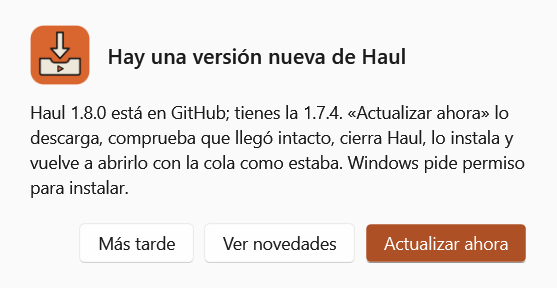 Hay una versión nueva de Haul
Haul 1.8.0 está en GitHub; tienes la 1.7.4. «Actualizar ahora» lo
descarga, comprueba que llegó intacto, cierra Haul, lo instala y
vuelve a abrirlo con la cola como estaba. Windows pide permiso
para instalar.
Más tarde
Ver novedades
Actualizar ahora